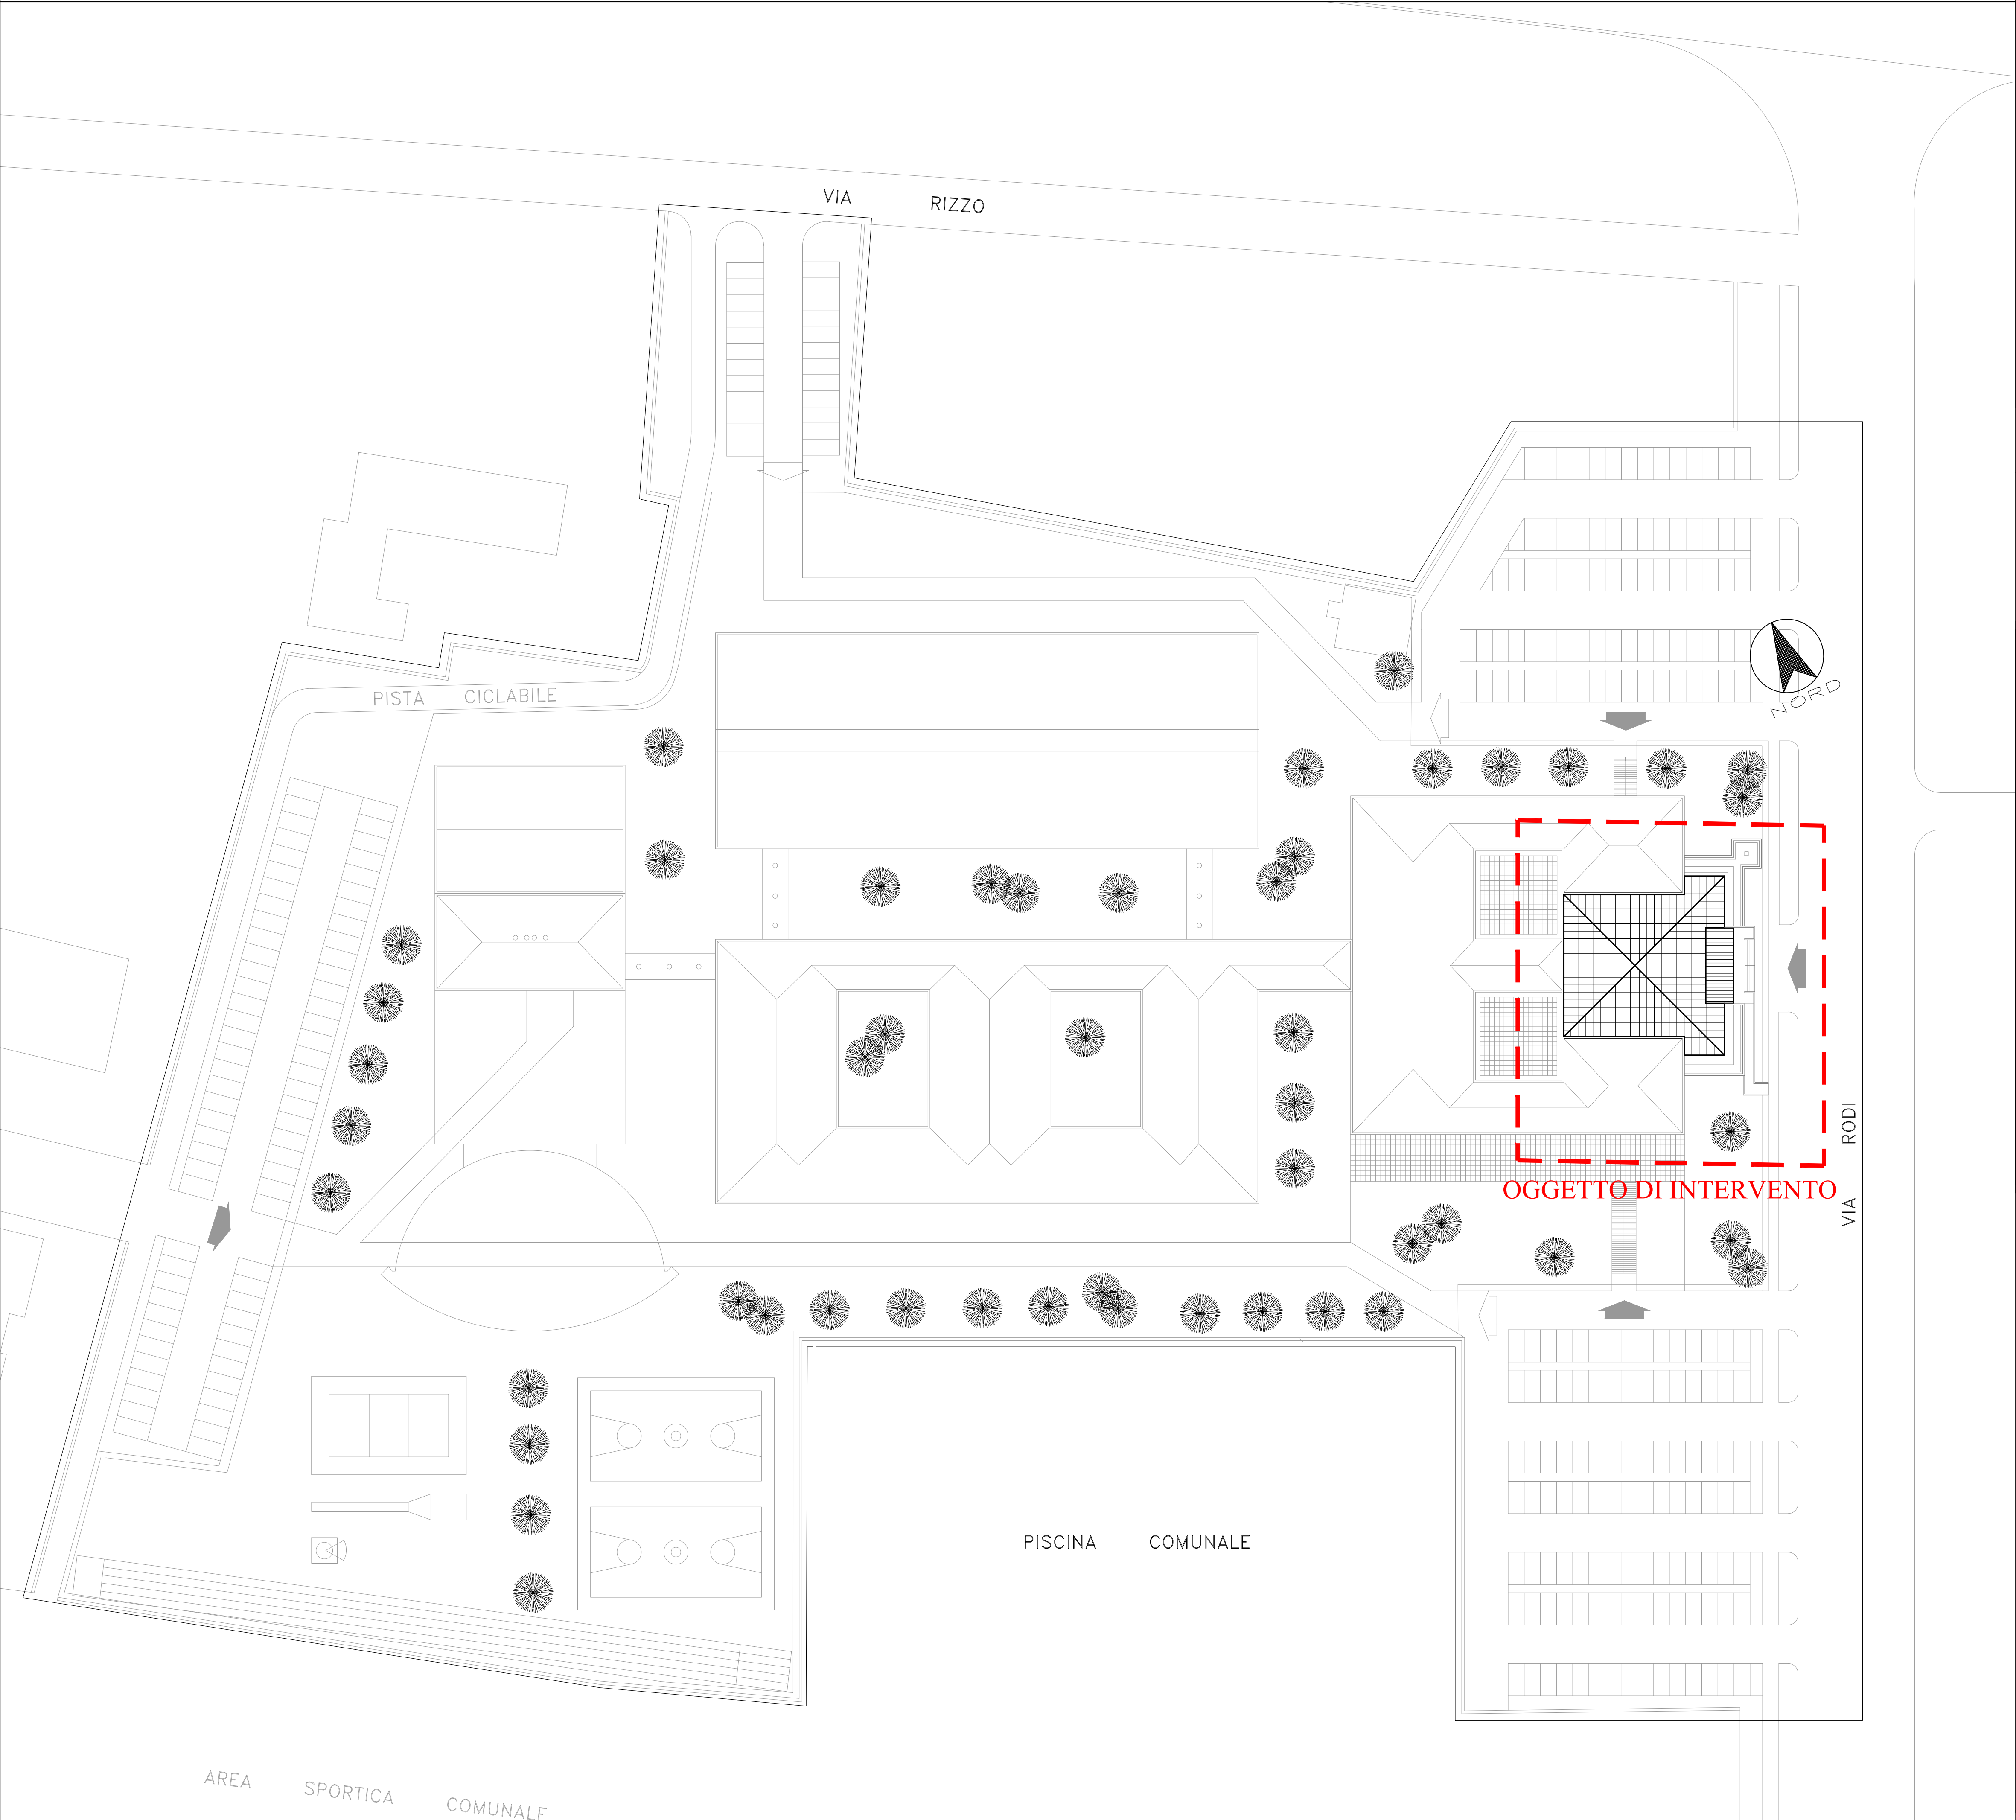 VIA RIZZO
PISTA CICLABILE
NORD
VIA RODI
OGGETTO DI INTERVENTO
PISCINA COMUNALE
AREA SPORTICA COMUNALE